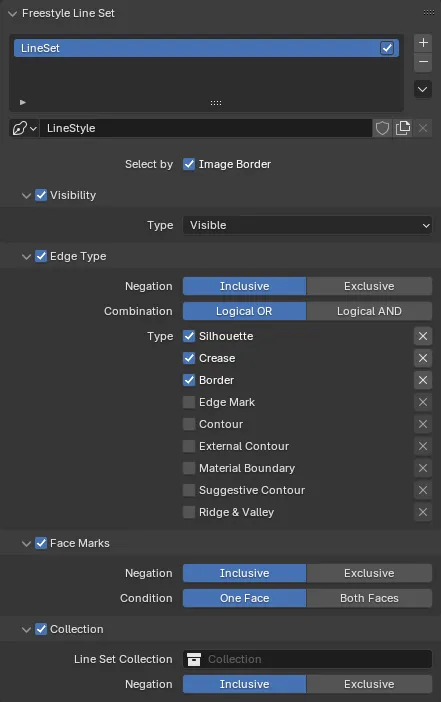 Freestyle Line Set
LineSet
LineStyle
Select by Image Border
Visibility
Type Visible
Edge Type
Negation Inclusive Exclusive
Combination Logical OR Logical AND
Type Silhouette
Crease
Border
Edge Mark
Contour
External Contour
Material Boundary
Suggestive Contour
Ridge & Valley
Face Marks
Negation Inclusive Exclusive
Condition One Face Both Faces
Collection
Line Set Collection Collection
Negation Inclusive Exclusive